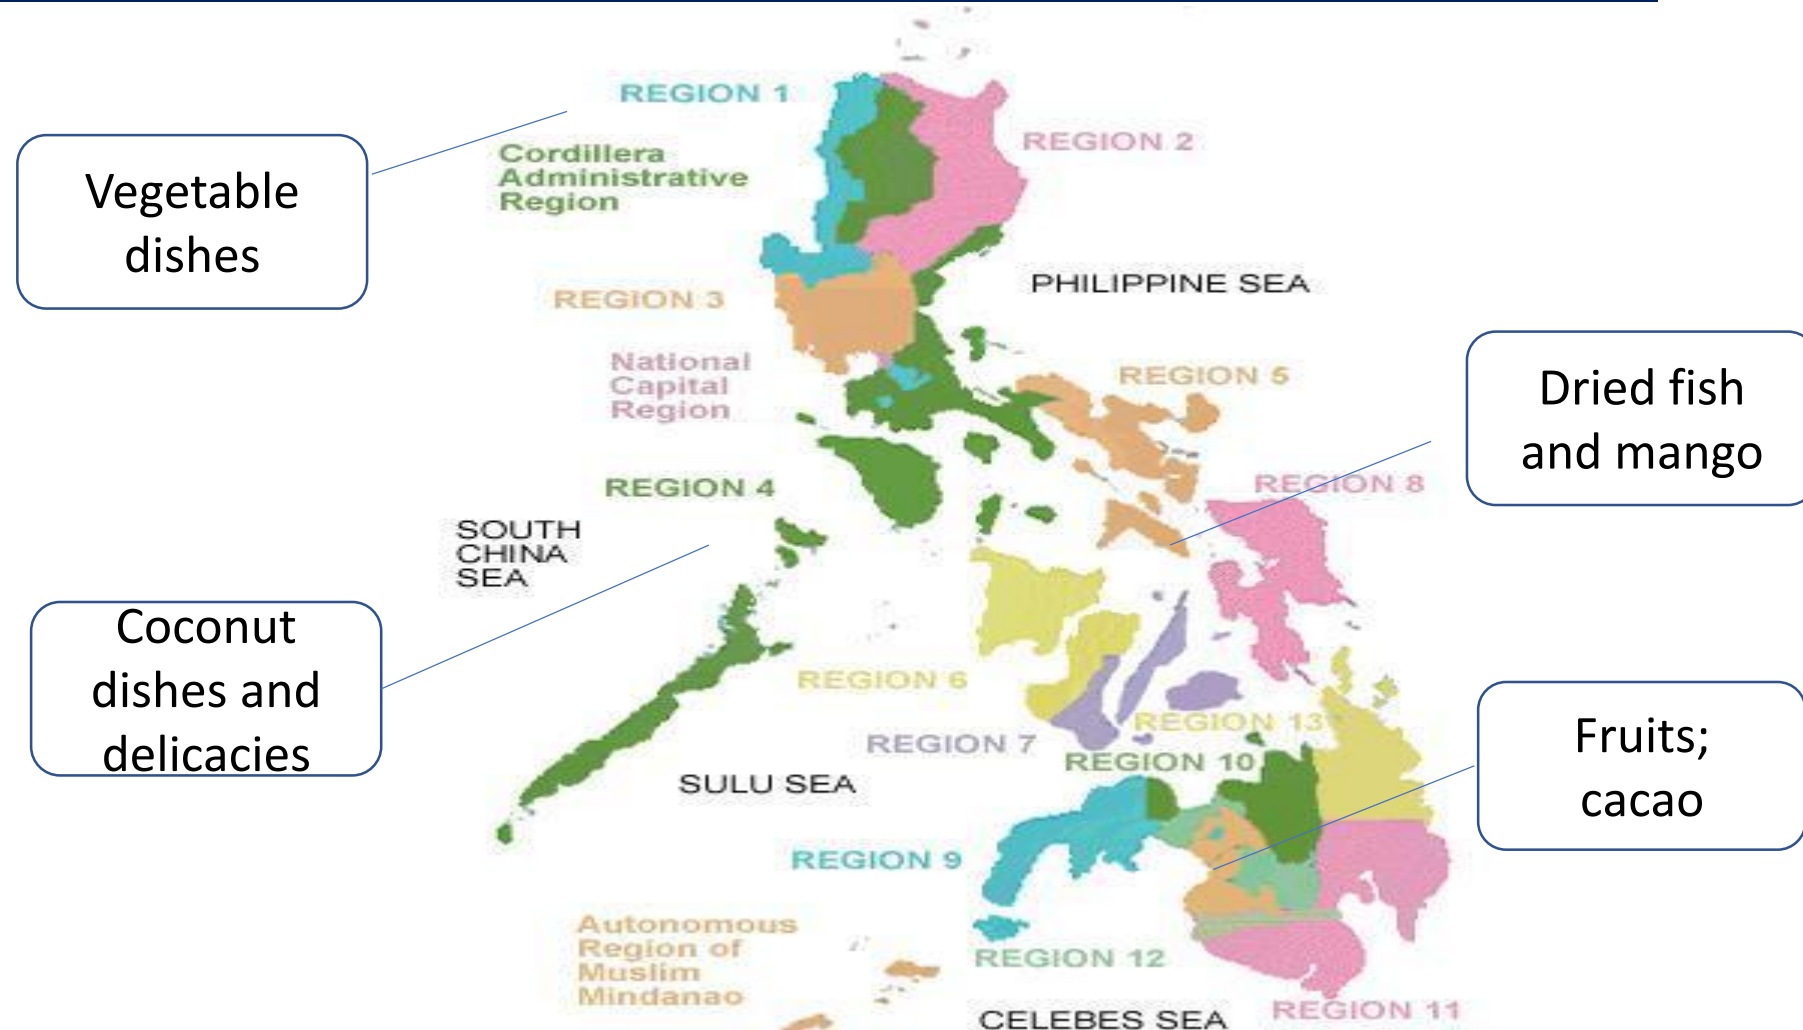 REGION 1
REGION 2
Cordillera
Administrative
Region
Vegetable
dishes
PHILIPPINE SEA
REGION 3
National
Capital
Region
REGION 5
Dried fish
and mango
REGION 4
REGION 8
SOUTH
CHINA
SEA
Coconut
dishes and
delicacies
REGION 6
REGION 13
REGION 7
REGION 10
Fruits;
cacao
SULU SEA
REGION 9
Autonomous
Region of
Muslim
Mindanao
REGION 12
REGION 11
CELEBES SEA